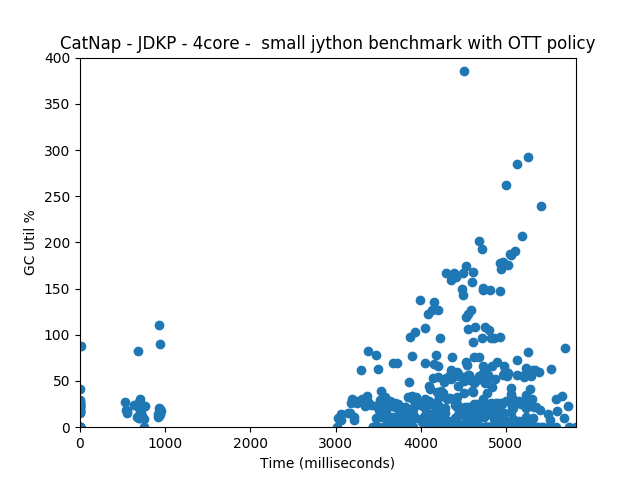 CatNap - JDKP - 4core -  small jython benchmark with OTT policy
400
350
300
250
200
150
100
50
0
GC Util %
0 1000 2000 3000 4000 5000
Time (milliseconds)